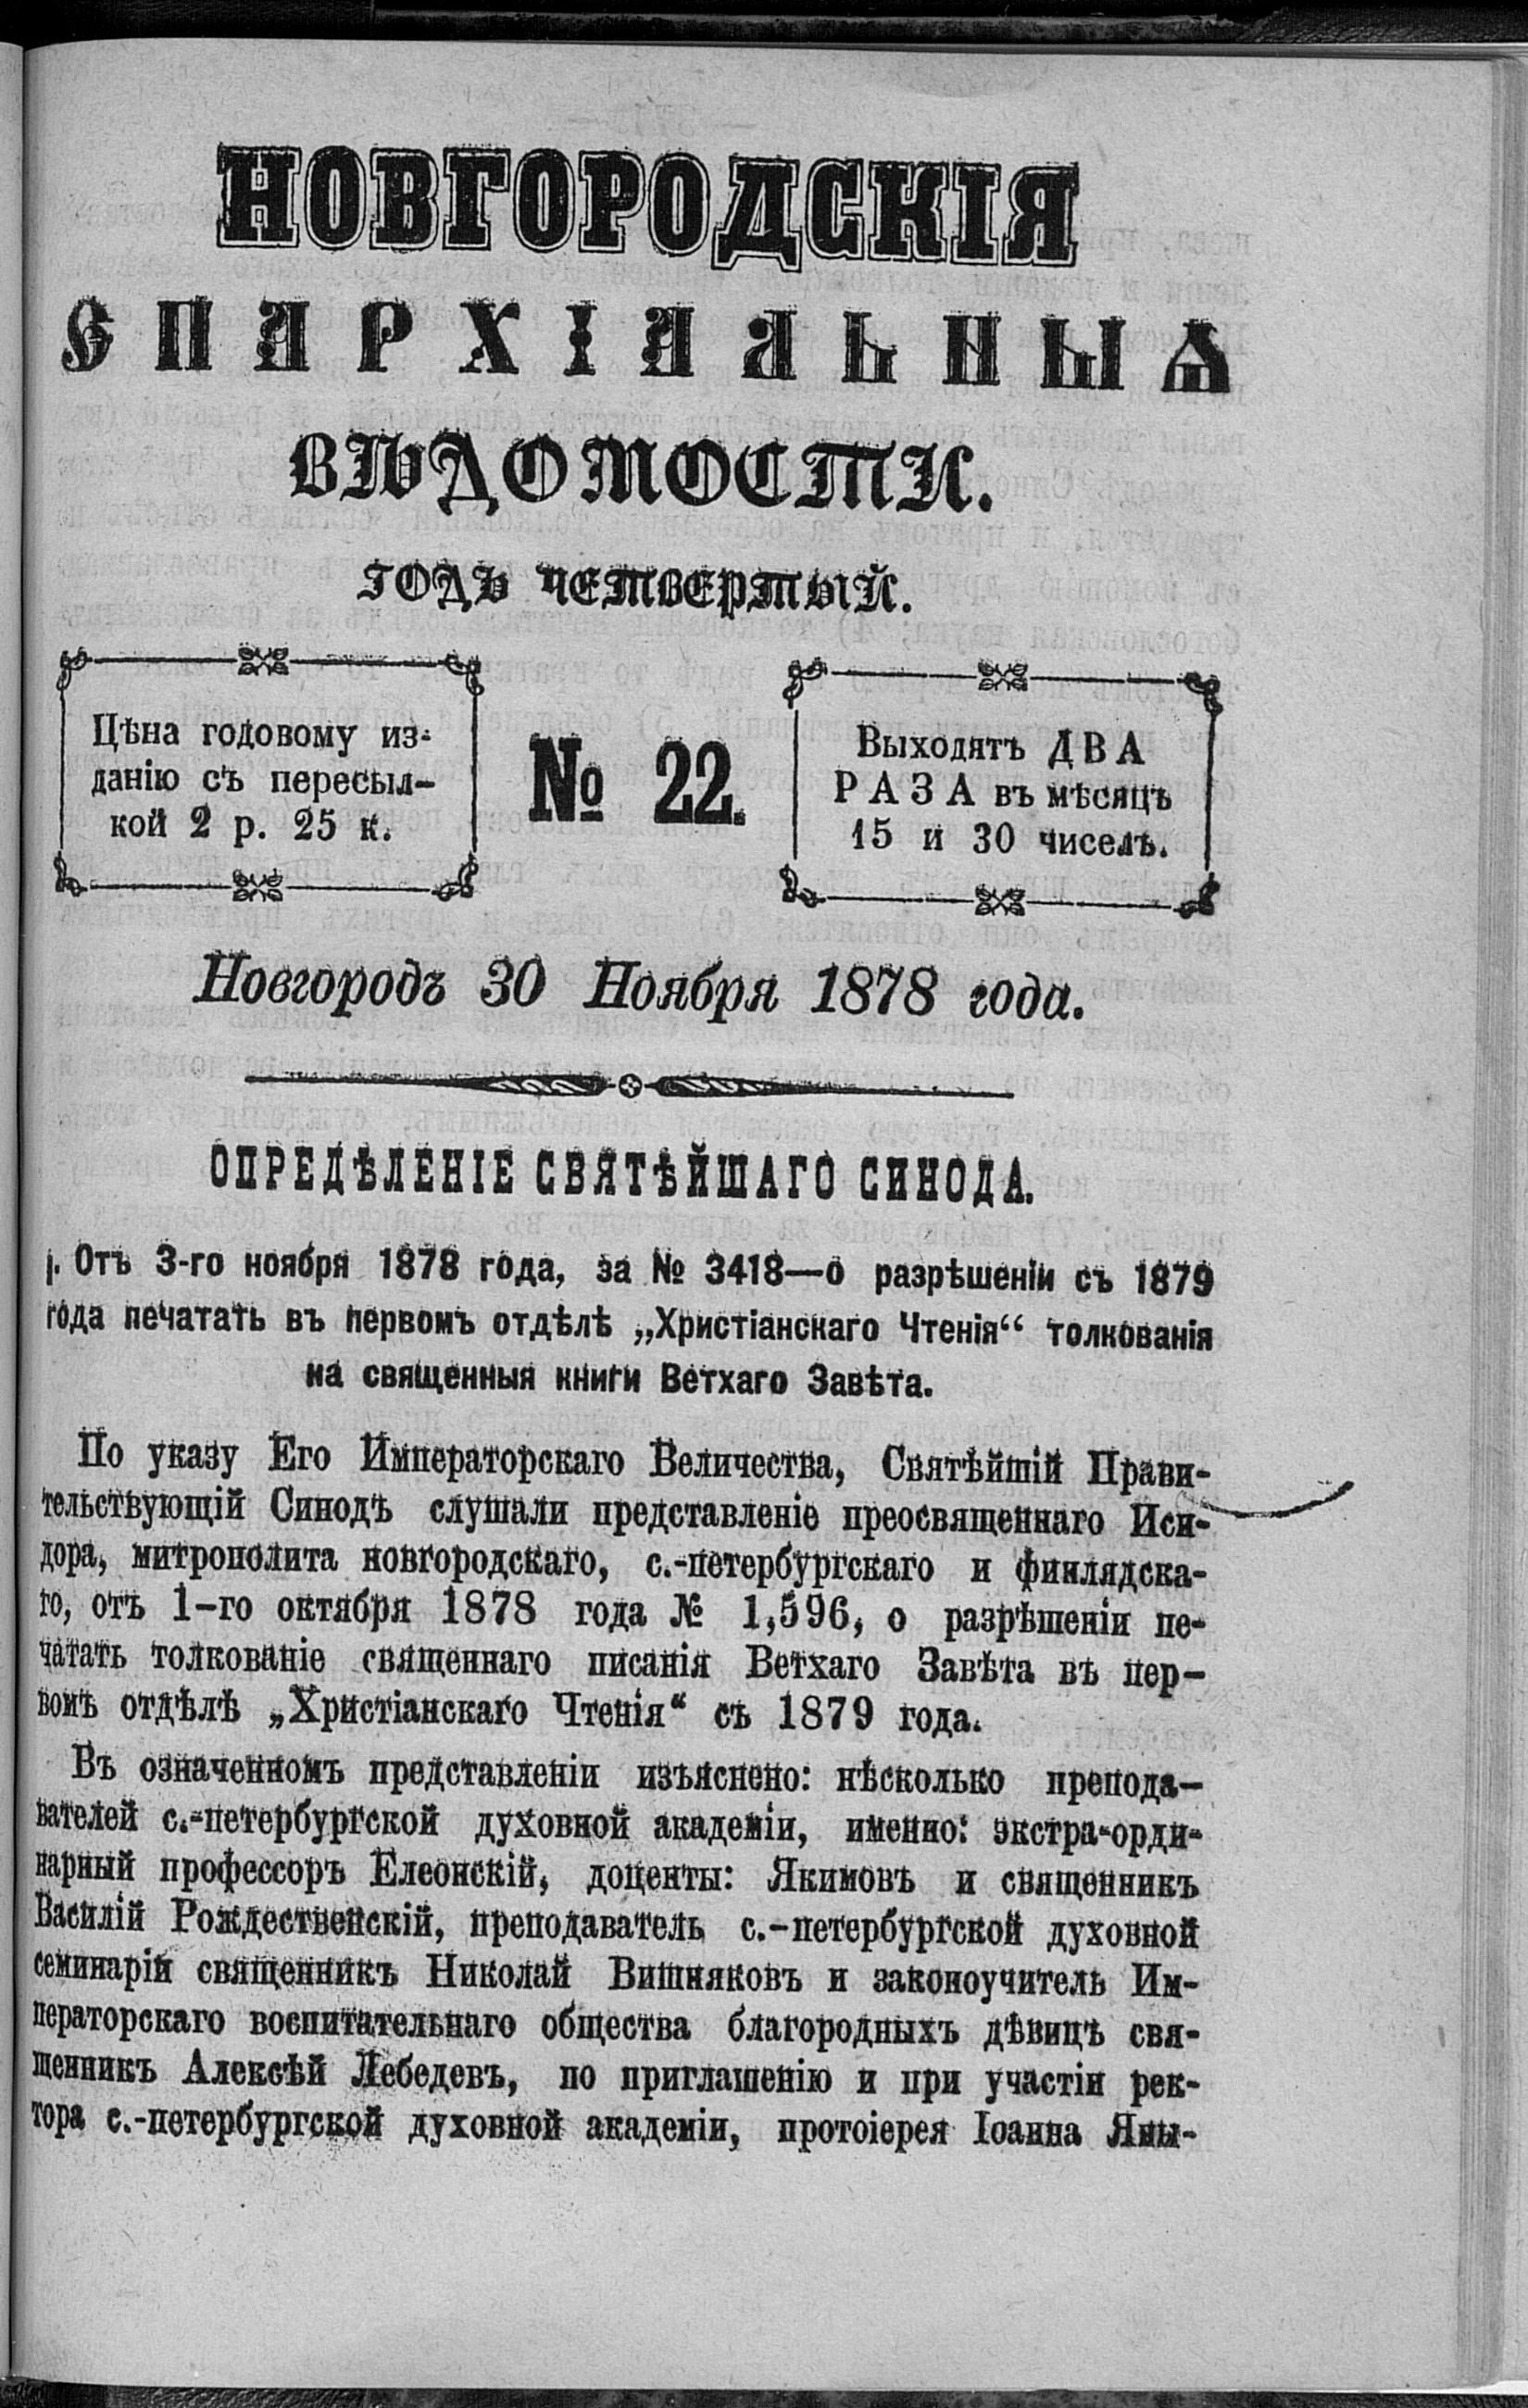 НОВГОРОДСКІЯ
ЄПАРХІАЛЬНЫѦ
ВѢДОМОСТИ.
ГОДЪ ЧЕТВЕРТЫЙ.
Цѣна годовому из-
данію съ пересыл-
кой 2 р. 25 к.
№ 22.
Выходятъ ДВА
РАЗА въ мѣсяцъ
15 и 30 чиселъ.
Новгородъ 30 Ноября 1878 года.
ОПРЕДѢЛЕНІЕ СВЯТѢЙШАГО СИНОДА.
Отъ 3-го ноября 1878 года, за № 3418—о разрѣшеніи съ 1879
года печатать въ первомъ отдѣлѣ „Христіанскаго Чтенія“ толкованія
на священныя книги Ветхаго Завѣта.
По указу Его Императорскаго Величества, Святѣйшій Прави-
тельствующій Синодъ слушали представленіе преосвященнаго Иси-
дора, митрополита новгородскаго, с.-петербургскаго и финлядска-
го, отъ 1-го октября 1878 года № 1,596, о разрѣшеніи пе-
чатать толкованіе священнаго писанія Ветхаго Завѣта въ пер-
вомъ отдѣлѣ „Христіанскаго Чтенія“ съ 1879 года.
Въ означенномъ представленіи изъяснено: нѣсколько препода-
вателей с.-петербургской духовной академіи, именно: экстра-орди-
нарный профессоръ Елеонскій, доценты: Якимовъ и священникъ
Василій Рождественскій, преподаватель с.-петербургской духовной
семинаріи священникъ Николай Вишняковъ и законоучитель Им-
ператорскаго воспитательнаго общества благородныхъ дѣвицъ свя-
щенникъ Алексѣй Лебедевъ, по приглашенію и при участіи рек-
тора с.-петербургской духовной академіи, протоіерея Іоанна Яны-